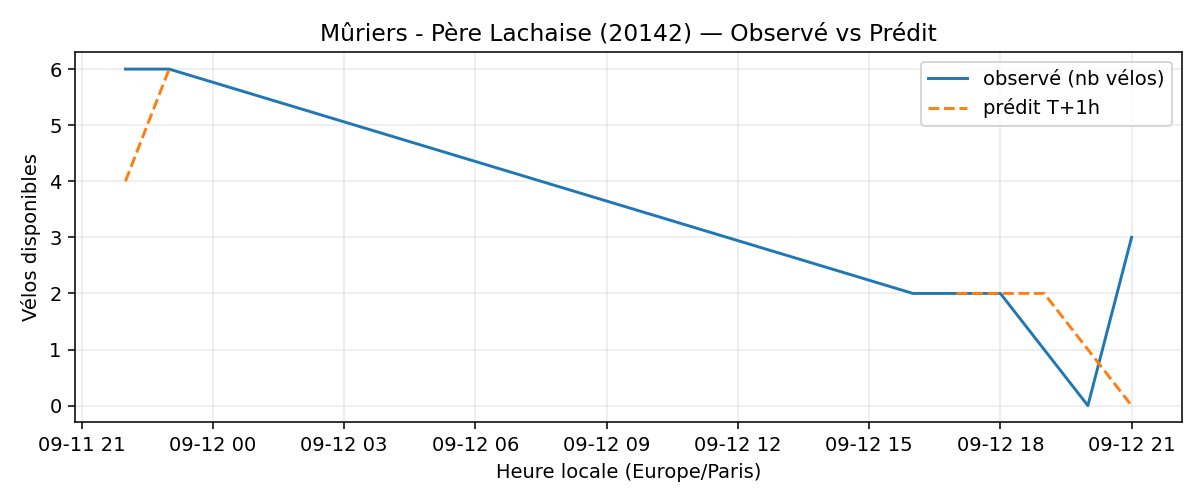 Mûriers - Père Lachaise (20142) — Observé vs Prédit
observé (nb vélos)
prédit T+1h
Vélos disponibles
6
5
4
3
2
1
0
09-11 21 09-12 00 09-12 03 09-12 06 09-12 09 09-12 12 09-12 15 09-12 18 09-12 21
Heure locale (Europe/Paris)